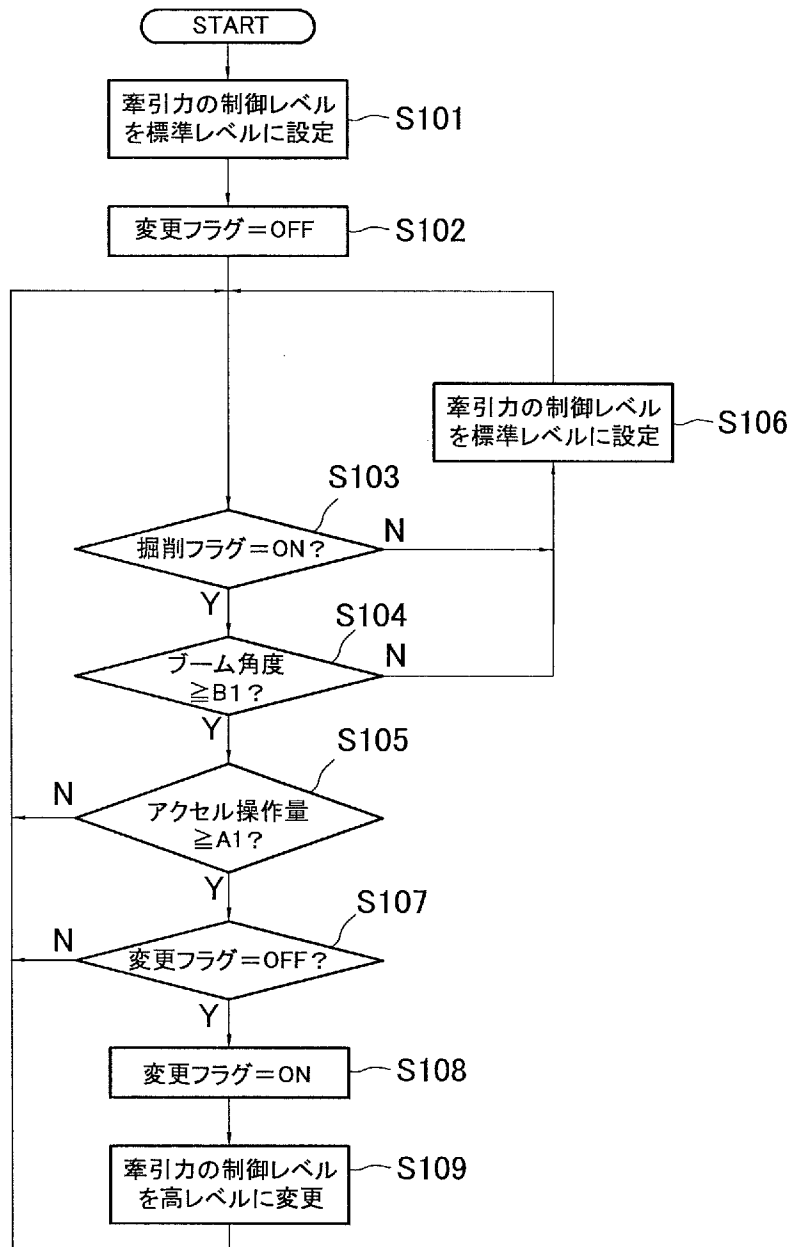 START
牽引力の制御レベル
を標準レベルに設定
S101
変更フラグ＝OFF
S102
牽引力の制御レベル
を標準レベルに設定
S106
S103
掘削フラグ＝ON？
N
Y
S104
ブーム角度
≧B1？
N
Y
S105
N
アクセル操作量
≧A1？
Y
S107
N
変更フラグ＝OFF？
Y
変更フラグ＝ON
S108
牽引力の制御レベル
を高レベルに変更
S109